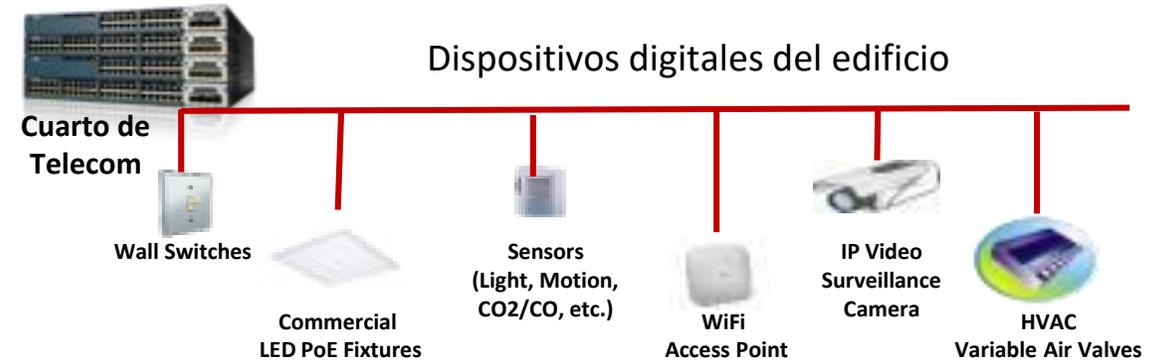 Dispositivos digitales del edificio
Cuarto de
Telecom
Wall Switches
Commercial
LED PoE Fixtures
Sensors
(Light, Motion,
CO2/CO, etc.)
WiFi
Access Point
IP Video
Surveillance
Camera
HVAC
Variable Air Valves